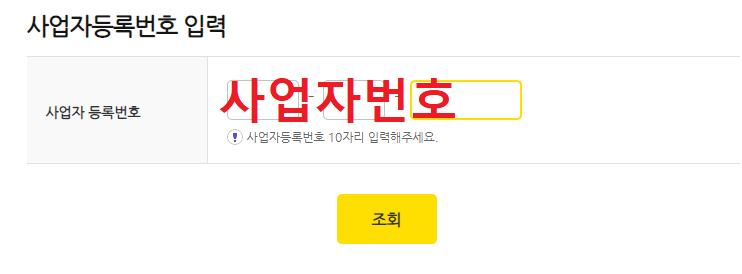 사업자등록번호 입력
사업자 등록번호
사업자번호
사업자등록번호 10자리 입력해주세요.
조회